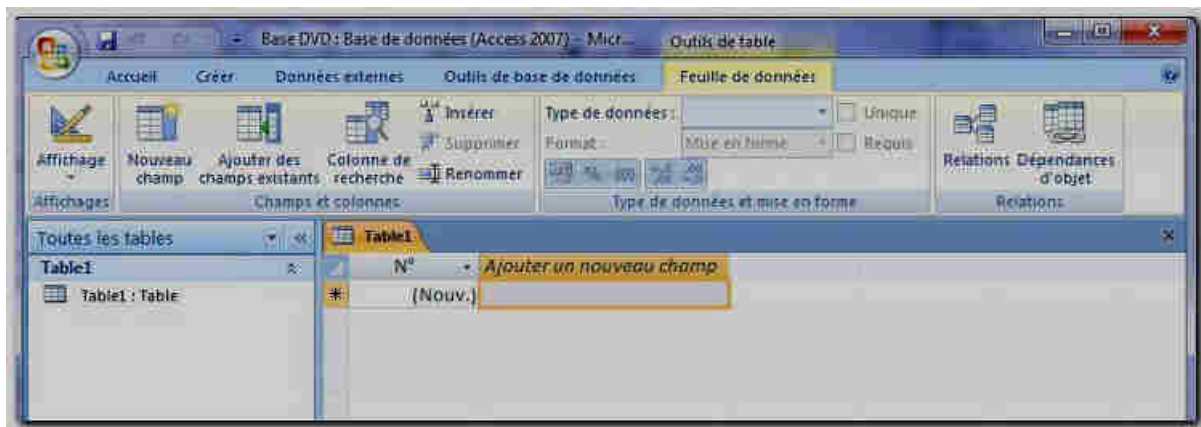 Base DVD : Base de données (Access 2007) - Micr... Outils de table
Accueil Créer Données externes Outils de base de données Feuille de données
Affichage
Nouveau champ
Ajouter des champs existants
Colonne de recherche
Insérer
Supprimer
Renommer
Type de données :
Format : Mise en forme
Unique
Requis
Relations
Dépendances d'objet
Affichages Champs et colonnes Type de données et mise en forme Relations
Toutes les tables Table1
Table1 N° Ajouter un nouveau champ
Table1 : Table (Nouv.)